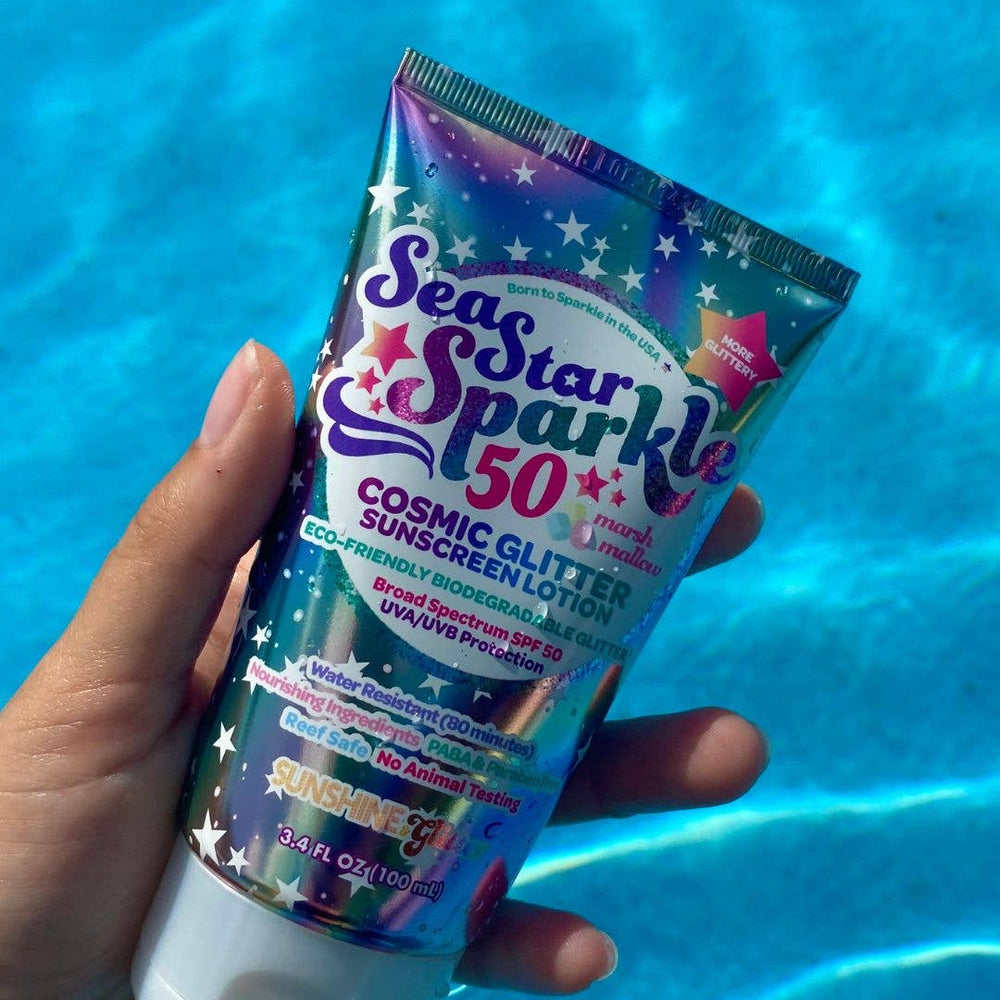 Born to Sparkle in the USA
Sea Star
Sparkle
50
MORE
GLITTERY
marsh
mallow
COSMIC GLITTER
SUNSCREEN LOTION
ECO-FRIENDLY BIODEGRADABLE GLITTER
Broad Spectrum SPF 50
UVA/UVB Protection
Water Resistant (80 minutes)
Nourishing Ingredients PABA & Paraben
Reef Safe No Animal Testing
SUNSHINE &
3.4 FL OZ (100 mL)